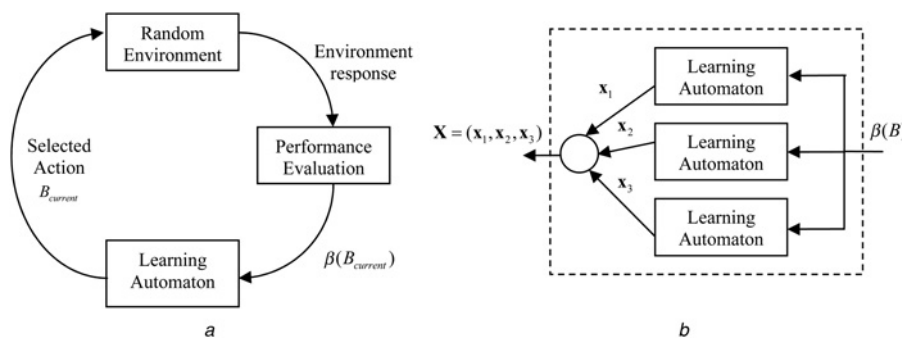 Random
Environment
Environment
response
Selected
Action
B_current
Performance
Evaluation
β(B_current)
Learning
Automaton
a
Learning
Automaton
x₁
X = (x₁, x₂, x₃)
x₂
Learning
Automaton
β(B)
x₃
Learning
Automaton
b